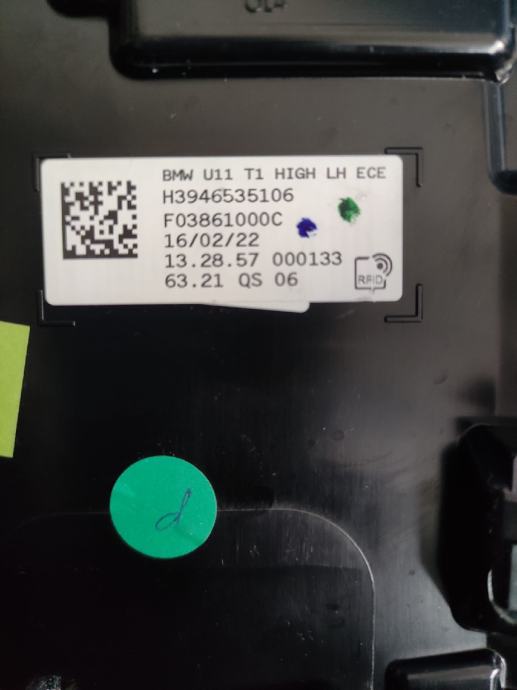 BMW U11 T1 HIGH LH ECE
H3946535106
F03861000C
16/02/22
13.28.57 000133
63.21 QS 06
RFID
d